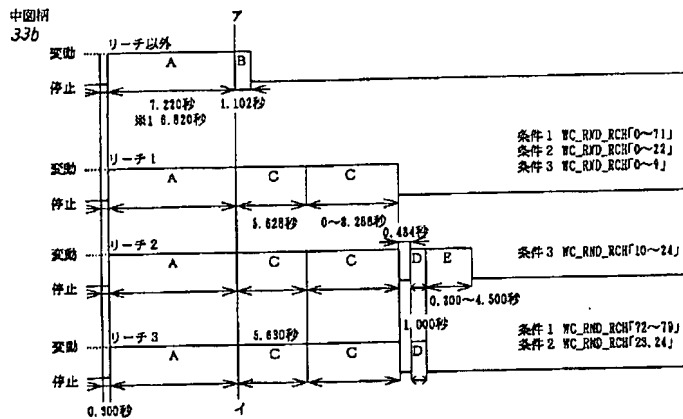 中図柄
33b
ア
リーチ以外
変動
A
B
停止
7.220秒
1.102秒
※1 6.820秒
条件1 WC_RND_RCH「0～71」
条件2 WC_RND_RCH「0～22」
条件3 WC_RND_RCH「0～9」
リーチ1
変動
A
C
C
停止
5.628秒
0～8.288秒
0.484秒
リーチ2
変動
A
C
C
D
E
条件3 WC_RND_RCH「10～24」
停止
0.800～4.500秒
1.000秒
リーチ3
5.630秒
条件1 WC_RND_RCH「72～79」
条件2 WC_RND_RCH「23,24」
変動
A
C
C
D
停止
0.300秒
イ